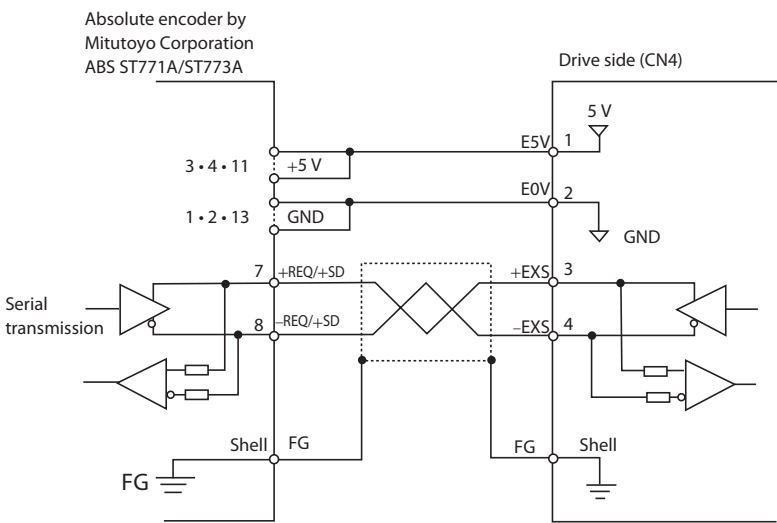 Absolute encoder by
Mitutoyo Corporation
ABS ST771A/ST773A
Drive side (CN4)
5 V
E5V 1
3 • 4 • 11 +5 V
E0V 2
1 • 2 • 13 GND
GND
7 +REQ/+SD
+EXS 3
Serial
transmission
8 –REQ/+SD
–EXS 4
Shell FG
FG Shell
FG